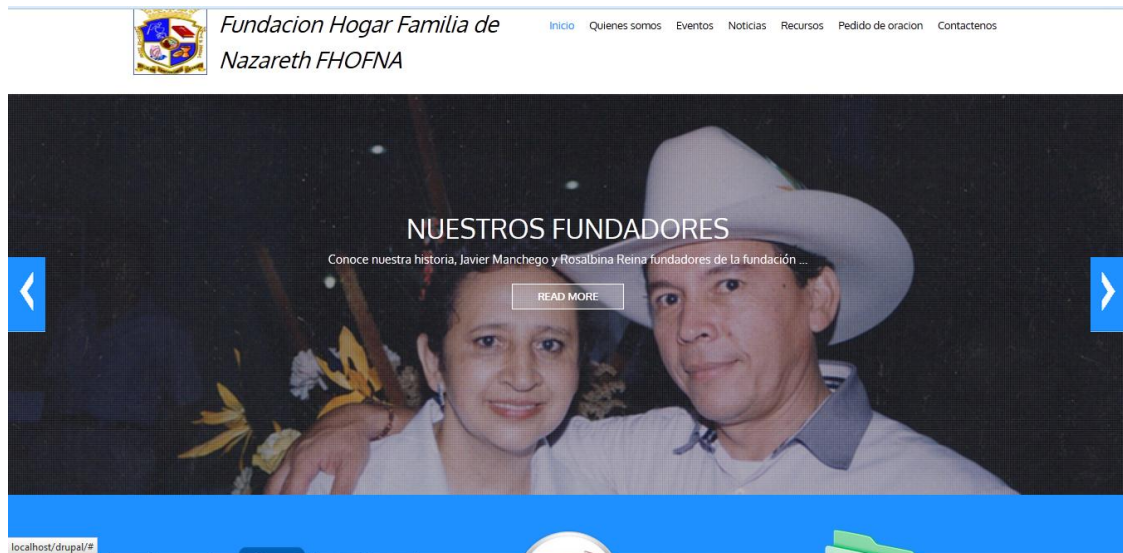 Fundacion Hogar Familia de
Nazareth FHOFNA
Inicio Quienes somos Eventos Noticias Recursos Pedido de oracion Contactenos
NUESTROS FUNDADORES
Conoce nuestra historia, Javier Manchego y Rosalbina Reina fundadores de la fundación ...
READ MORE
localhost/drupal/#